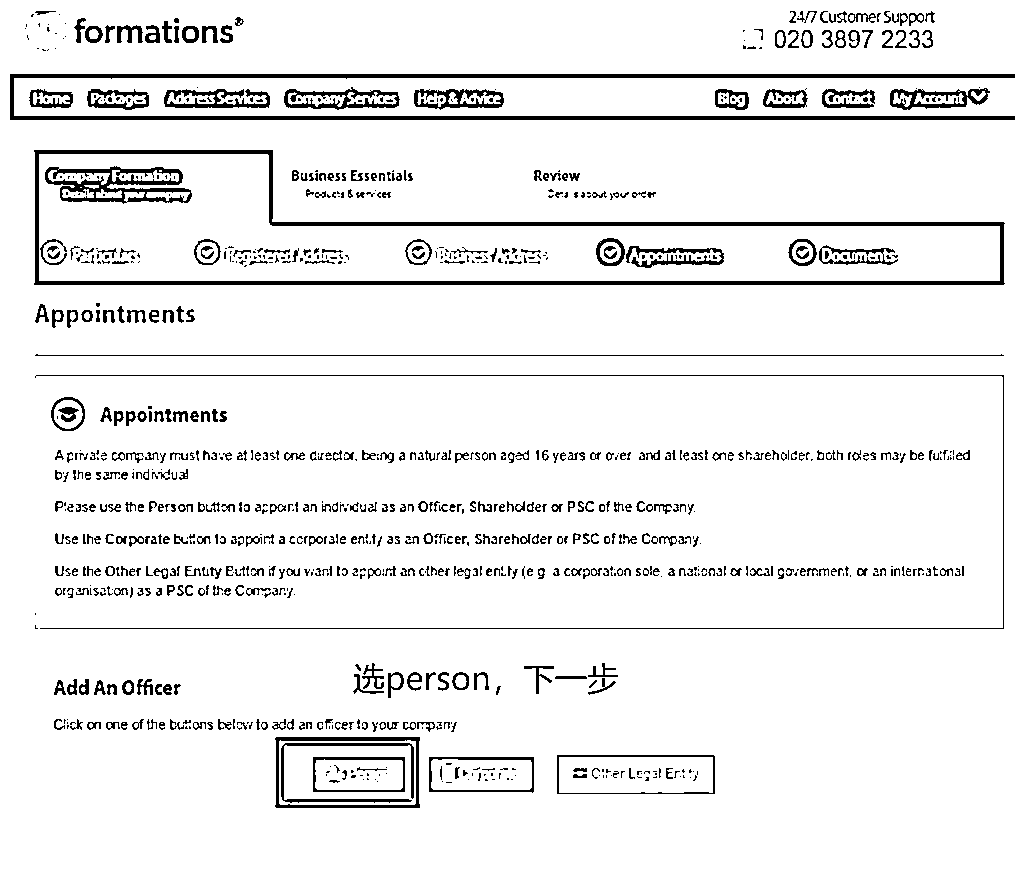 formations®
24/7 Customer Support
020 3897 2233
Home Packages Address Services Company Services Help & Advice Blog About Contact My Account
Company Formation
Details about your company
Business Essentials
Products & services
Review
Details about your order
Particulars Registered Address Business Address Appointments Documents
Appointments
Appointments
A private company must have at least one director, being a natural person aged 16 years or over and at least one shareholder, both roles may be fulfilled
by the same individual
Please use the Person button to appoint an individual as an Officer, Shareholder or PSC of the Company.
Use the Corporate button to appoint a corporate entity as an Officer, Shareholder or PSC of the Company.
Use the Other Legal Entity Button if you want to appoint an other legal entity (e.g. a corporation sole, a national or local government, or an international
organisation) as a PSC of the Company.
选person，下一步
Add An Officer
Click on one of the buttons below to add an officer to your company
Person Corporate Other Legal Entity